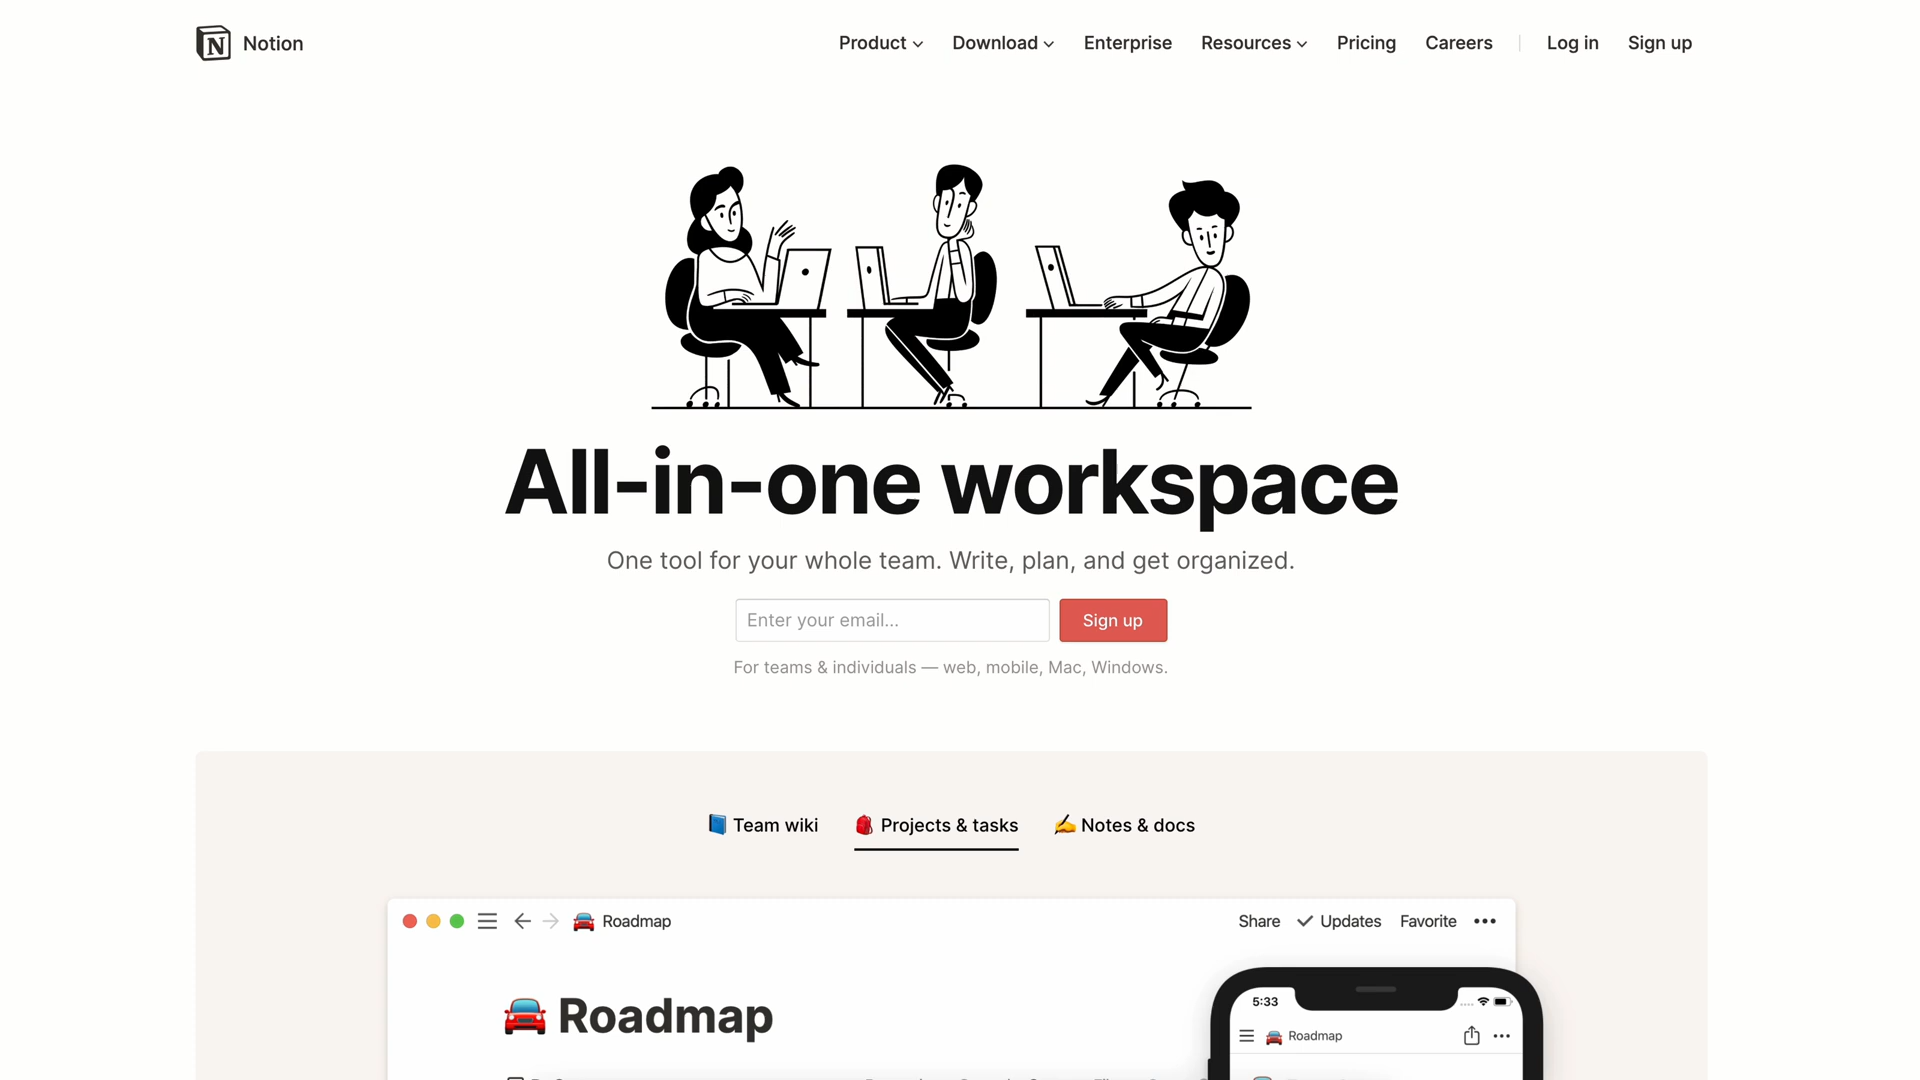 Notion
Product
Download
Enterprise
Resources
Pricing
Careers
Log in
Sign up
All-in-one workspace
One tool for your whole team. Write, plan, and get organized.
Enter your email...
Sign up
For teams & individuals — web, mobile, Mac, Windows.
Team wiki
Projects & tasks
Notes & docs
Roadmap
Share
Updates
Favorite
Roadmap
5:33
Roadmap